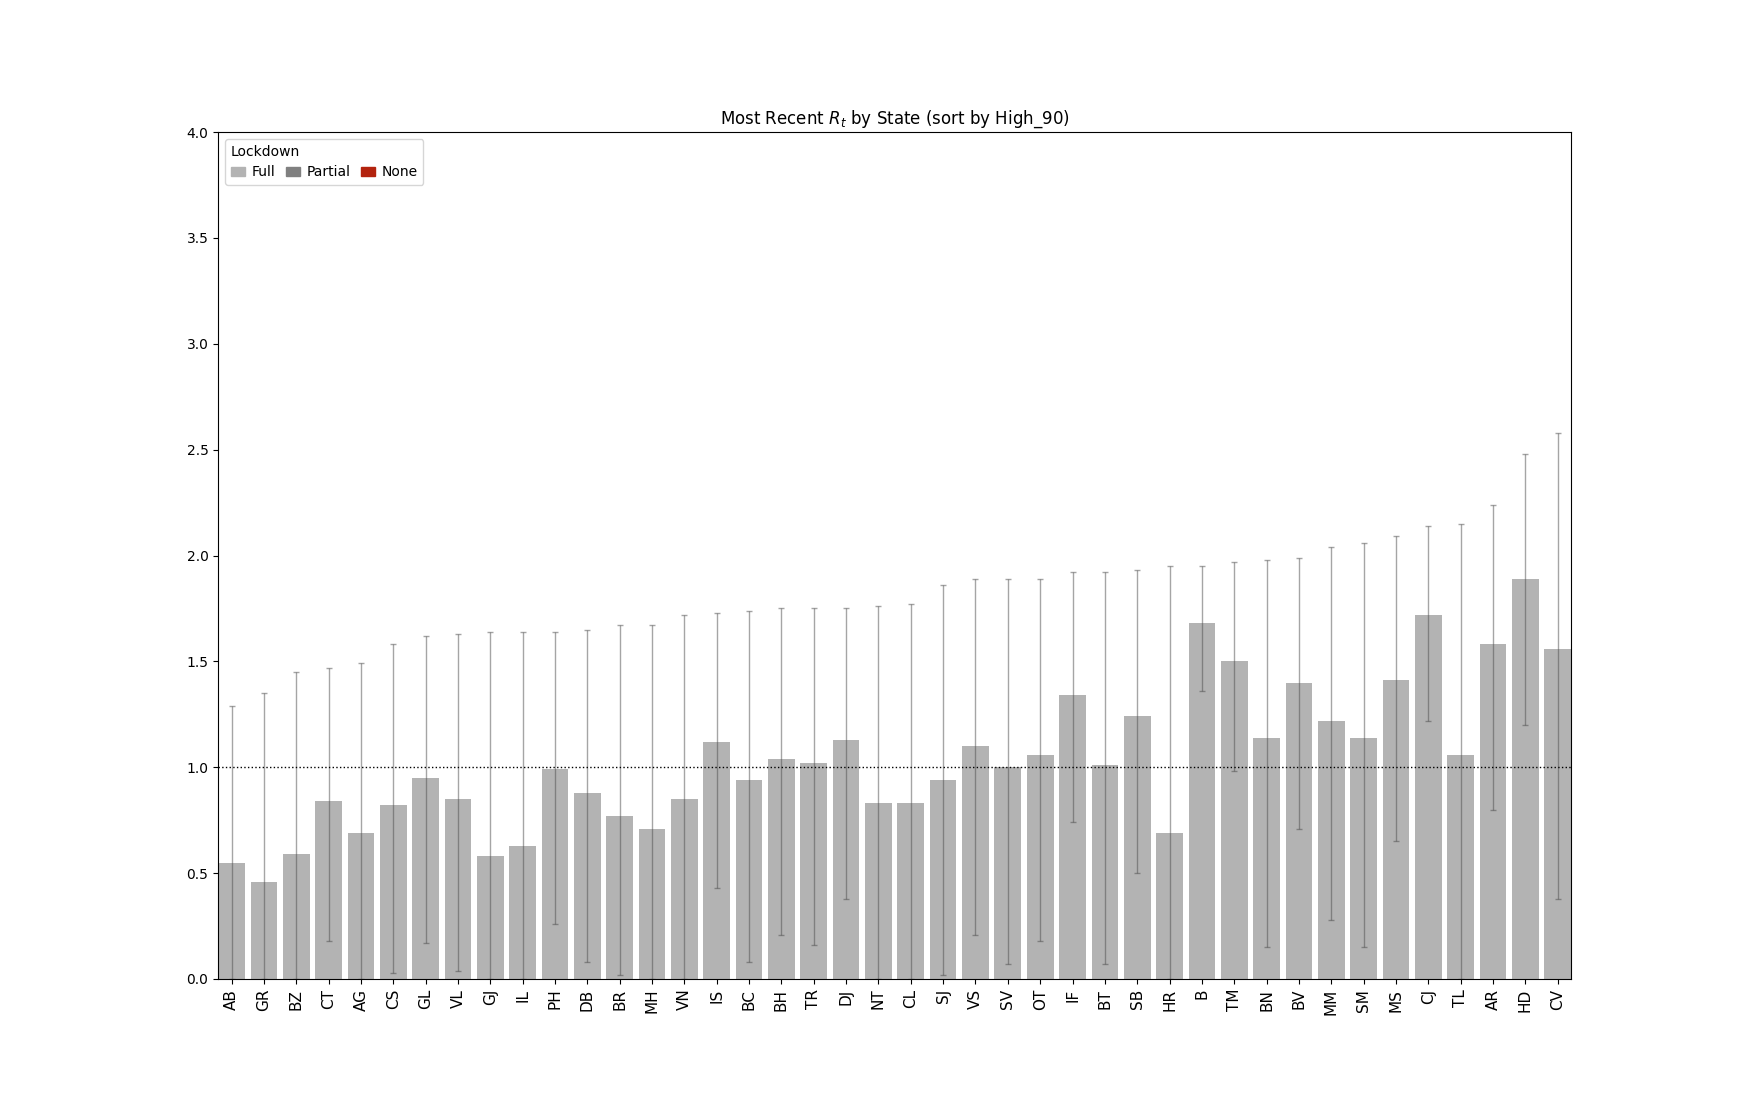 Most Recent R_t by State (sort by High_90)
4.0
Lockdown
Full Partial None
3.5
3.0
2.5
2.0
1.5
1.0
0.5
0.0
AB GR BZ CT AG CS GL VL GJ IL PH DB BR MH VN IS BC BH TR DJ NT CL SJ VS SV OT IF BT SB HR B TM BN BV MM SM MS CJ TL AR HD CV